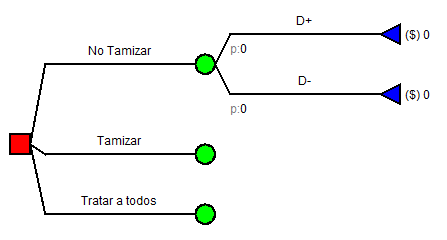 D+
No Tamizar
p:0
($) 0
D-
p:0
($) 0
Tamizar
Tratar a todos